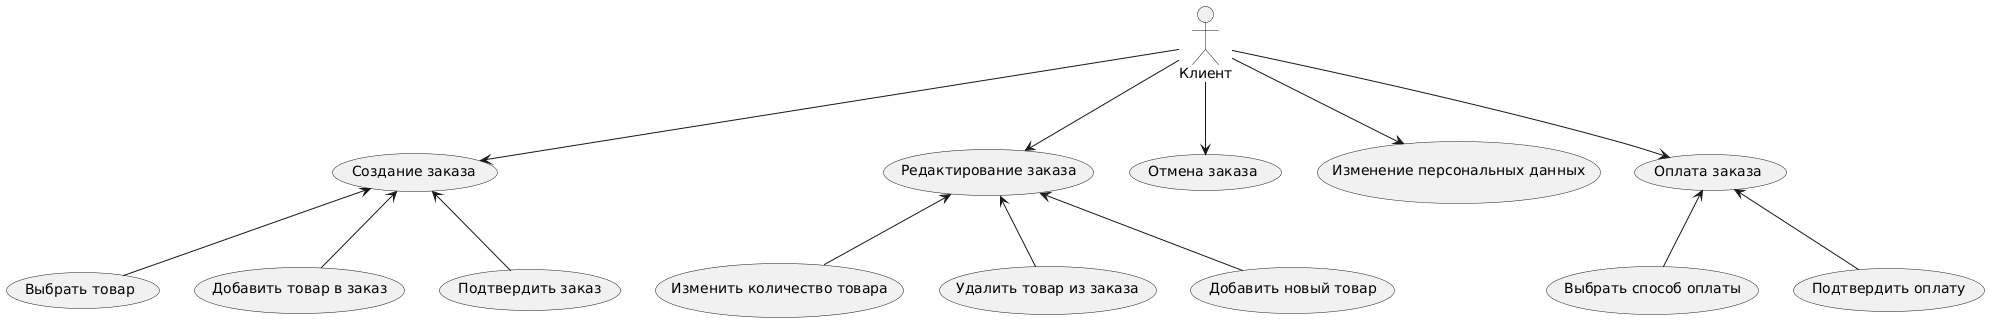 Клиент
Создание заказа
Редактирование заказа
Отмена заказа
Изменение персональных данных
Оплата заказа
Выбрать товар
Добавить товар в заказ
Подтвердить заказ
Изменить количество товара
Удалить товар из заказа
Добавить новый товар
Выбрать способ оплаты
Подтвердить оплату